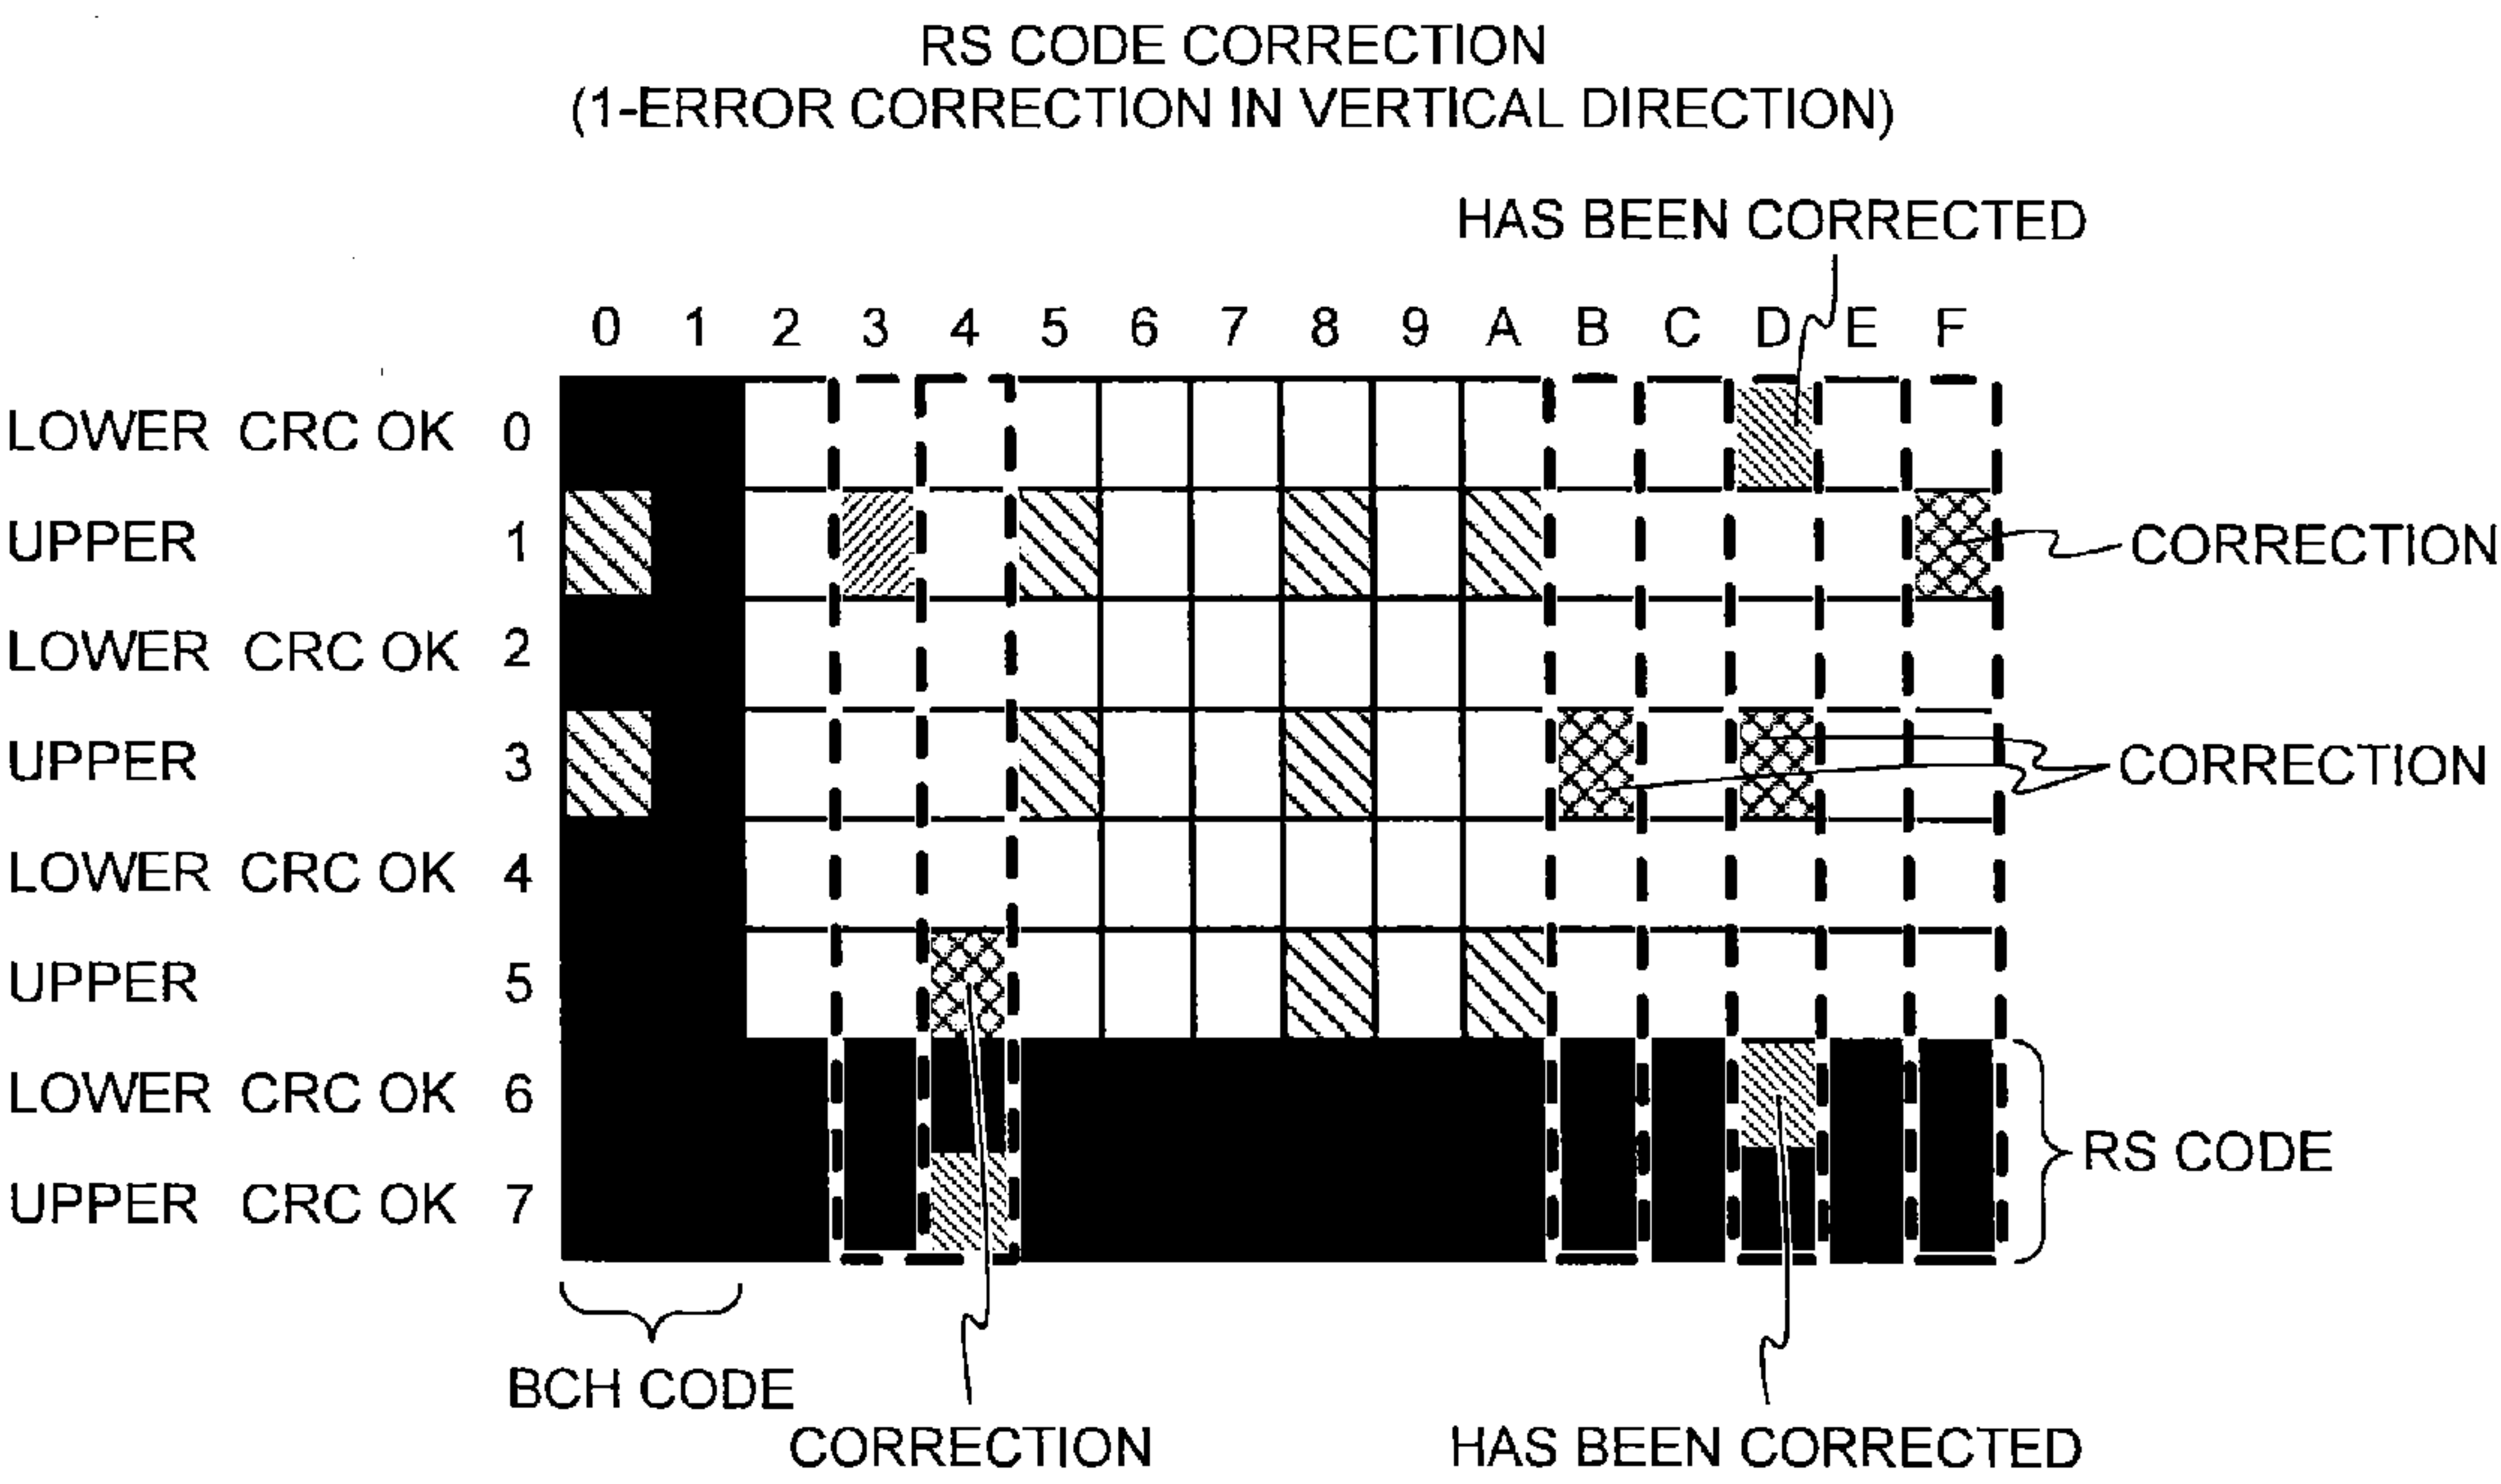 RS CODE CORRECTION
(1-ERROR CORRECTION IN VERTICAL DIRECTION)
HAS BEEN CORRECTED
0 1 2 3 4 5 6 7 8 9 A B C D E F
LOWER CRC OK 0
UPPER 1
CORRECTION
LOWER CRC OK 2
UPPER 3
CORRECTION
LOWER CRC OK 4
UPPER 5
LOWER CRC OK 6
RS CODE
UPPER CRC OK 7
BCH CODE
CORRECTION
HAS BEEN CORRECTED